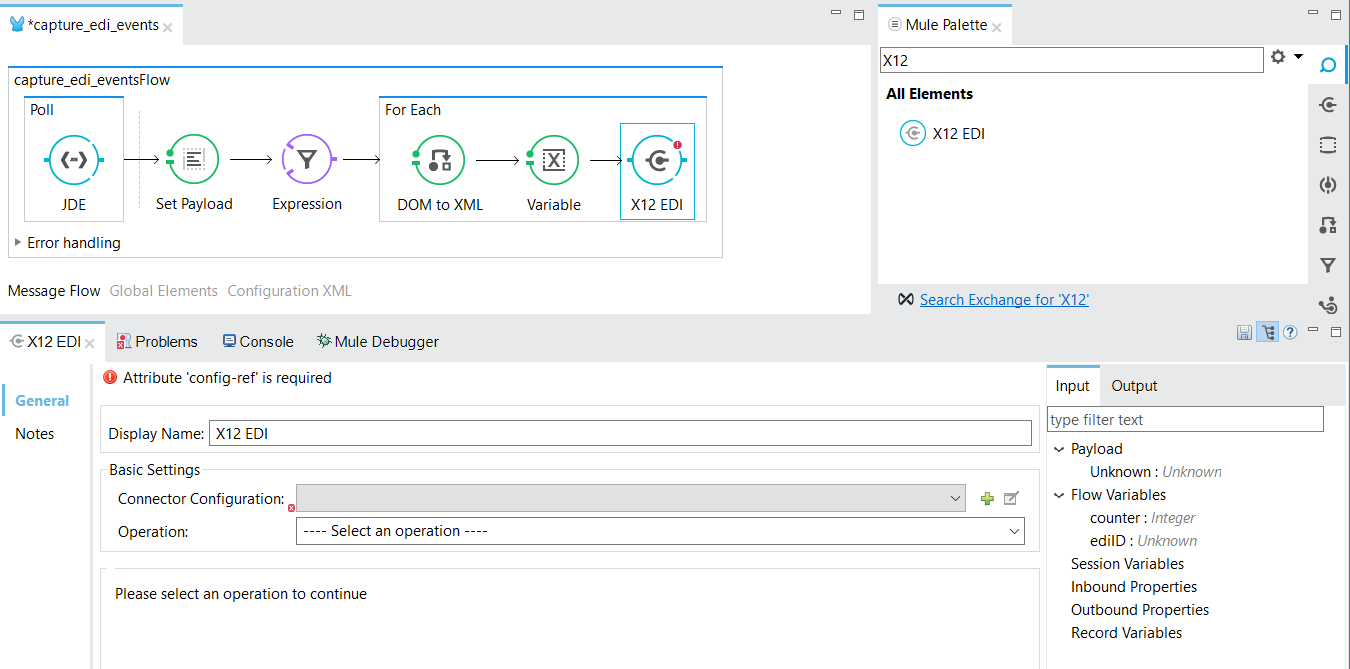 *capture_edi_events
capture_edi_eventsFlow
Poll
For Each
JDE
Set Payload
Expression
DOM to XML
Variable
X12 EDI
Error handling
Message Flow Global Elements Configuration XML
Mule Palette
X12
All Elements
X12 EDI
Search Exchange for 'X12'
X12 EDI
Problems
Console
Mule Debugger
General
Notes
Attribute 'config-ref' is required
Display Name: X12 EDI
Basic Settings
Connector Configuration:
Operation: ---- Select an operation ----
Please select an operation to continue
Input Output
type filter text
Payload
Unknown : Unknown
Flow Variables
counter : Integer
ediID : Unknown
Session Variables
Inbound Properties
Outbound Properties
Record Variables